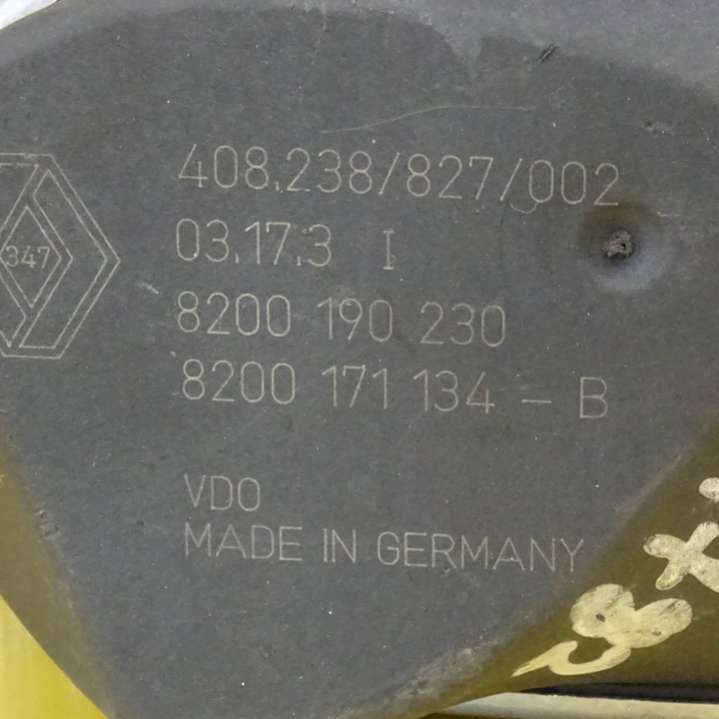 408.238/827/002
03.17.3 I
347
8200 190 230
8200 171 134 - B
VDO
MADE IN GERMANY